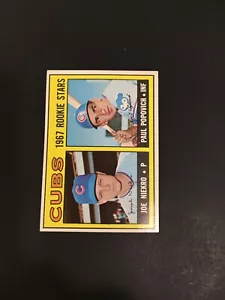 CUBS
1967 ROOKIE STARS
JOE NIEKRO • P
PAUL POPOVICH • INF